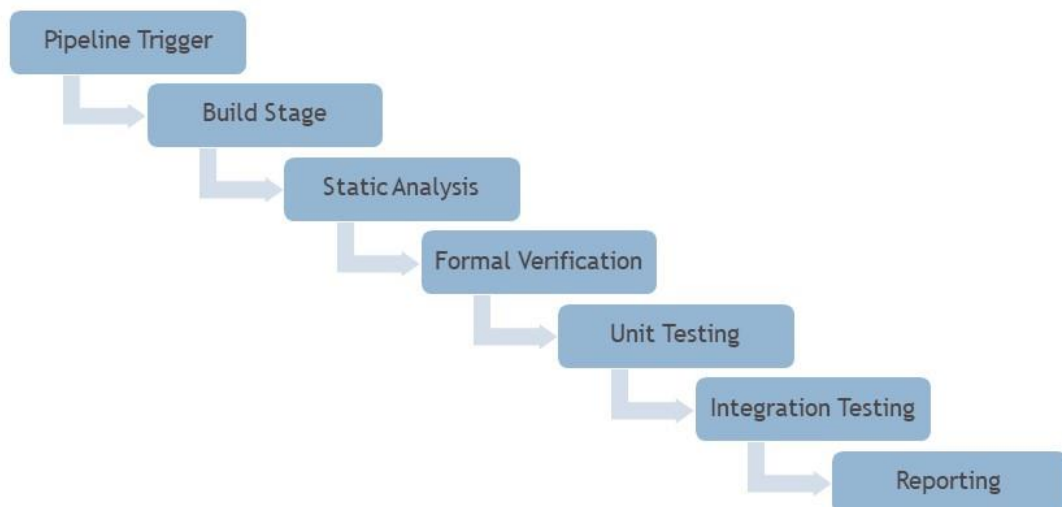 Pipeline Trigger
Build Stage
Static Analysis
Formal Verification
Unit Testing
Integration Testing
Reporting